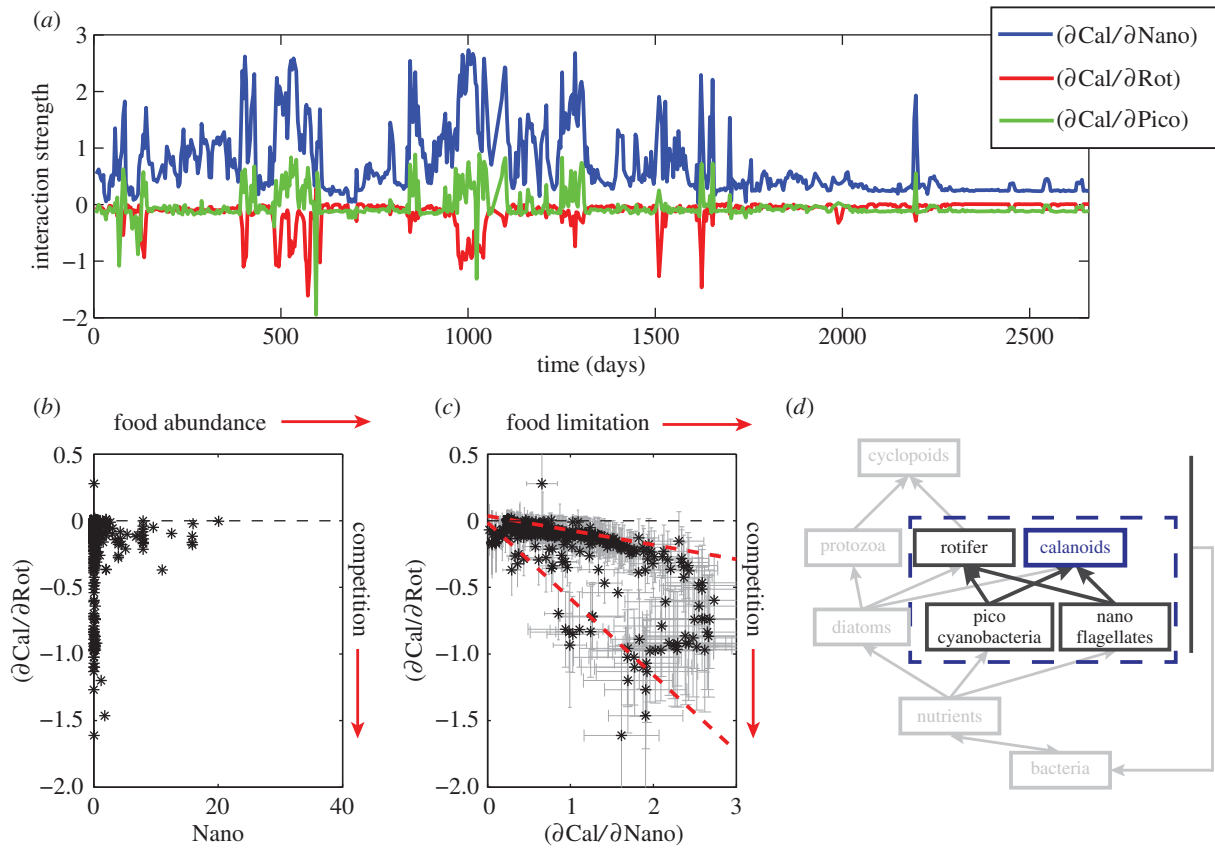 (a)
(∂Cal/∂Nano)
(∂Cal/∂Rot)
(∂Cal/∂Pico)
3
2
1
0
−1
−2
interaction strength
0
500
1000
1500
2000
2500
time (days)
(b)
food abundance
0.5
0
−0.5
−1.0
−1.5
−2.0
(∂Cal/∂Rot)
competition
0
20
40
Nano
(c)
food limitation
0.5
0
−0.5
−1.0
−1.5
−2.0
(∂Cal/∂Rot)
competition
0
1
2
3
(∂Cal/∂Nano)
(d)
cyclopoids
protozoa
rotifer
calanoids
diatoms
pico
cyanobacteria
nano
flagellates
nutrients
bacteria